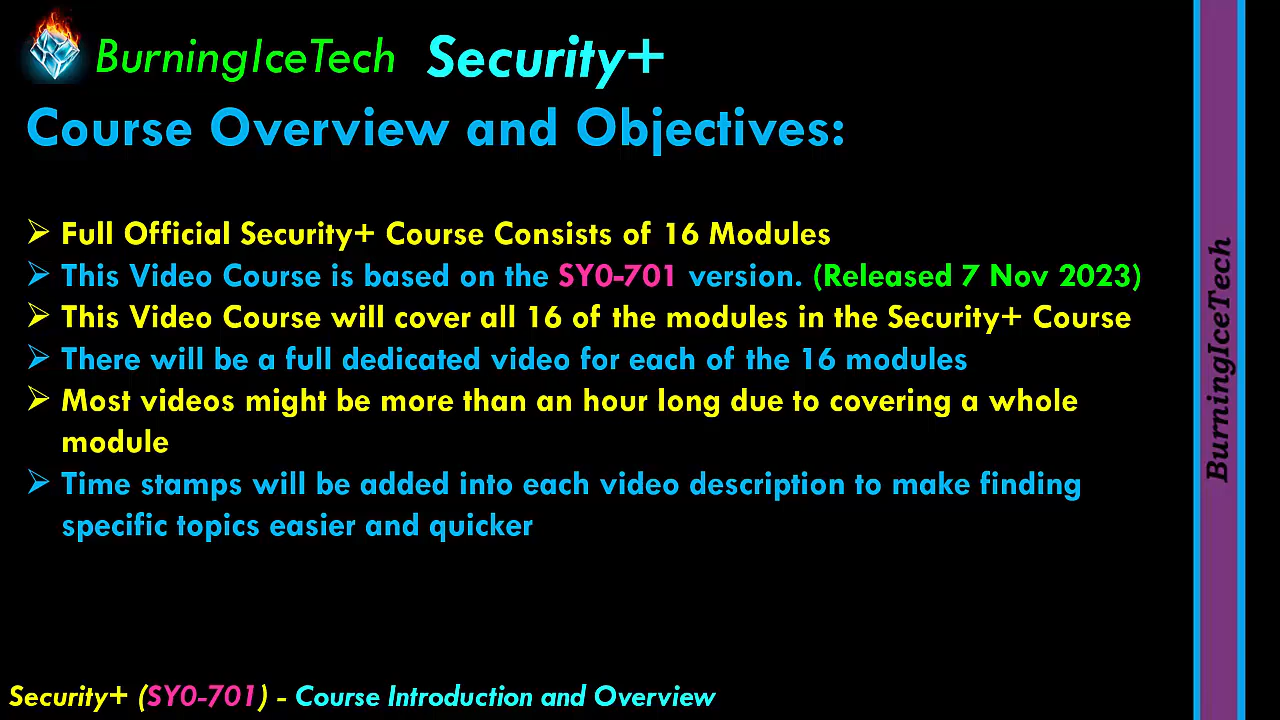 BurningIceTech Security+
Course Overview and Objectives:
➢ Full Official Security+ Course Consists of 16 Modules
➢ This Video Course is based on the SY0-701 version. (Released 7 Nov 2023)
➢ This Video Course will cover all 16 of the modules in the Security+ Course
➢ There will be a full dedicated video for each of the 16 modules
➢ Most videos might be more than an hour long due to covering a whole
module
➢ Time stamps will be added into each video description to make finding
specific topics easier and quicker
Security+ (SY0-701) - Course Introduction and Overview
BurningIceTech